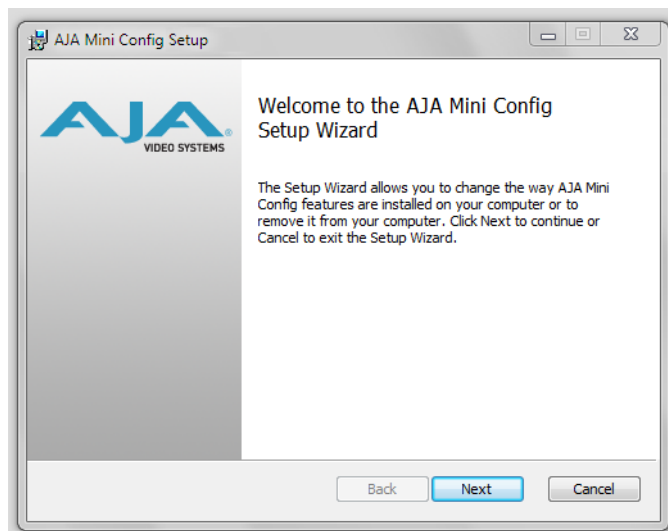 AJA Mini Config Setup
AJA®
VIDEO SYSTEMS
Welcome to the AJA Mini Config
Setup Wizard
The Setup Wizard allows you to change the way AJA Mini
Config features are installed on your computer or to
remove it from your computer. Click Next to continue or
Cancel to exit the Setup Wizard.
Back
Next
Cancel